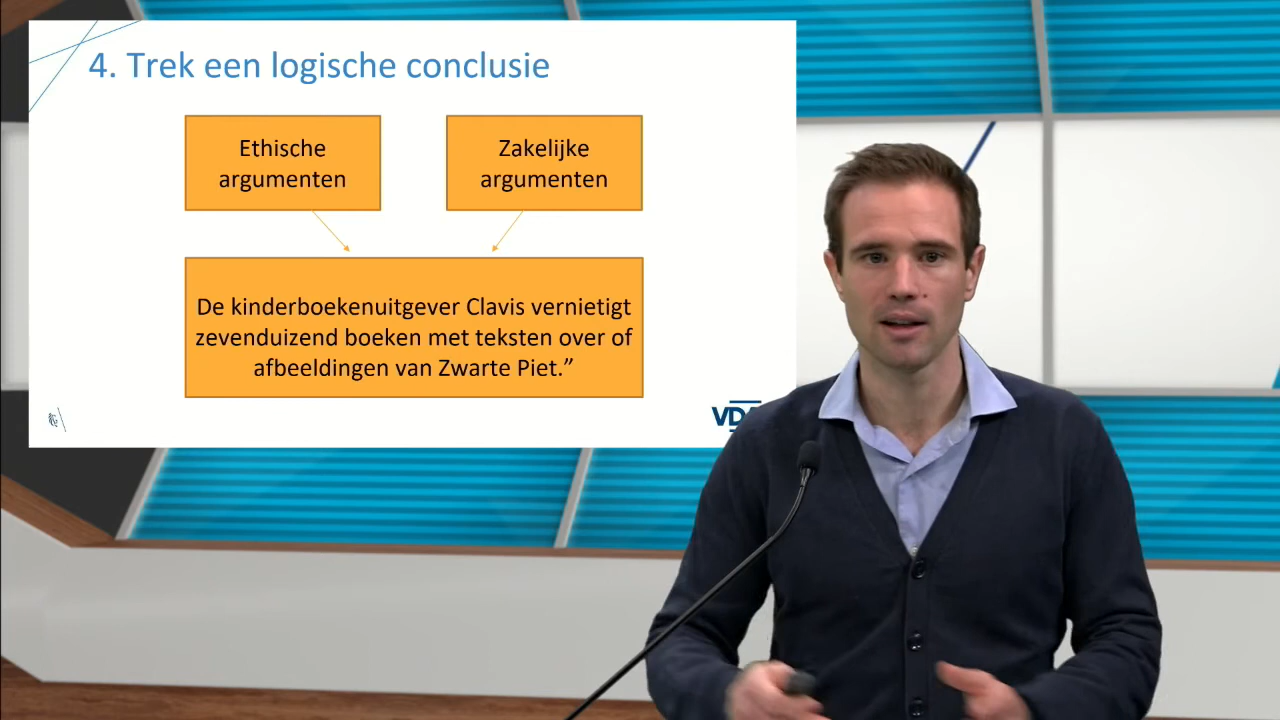 4. Trek een logische conclusie
Ethische
argumenten
Zakelijke
argumenten
De kinderboekenuitgever Clavis vernietigt
zevenduizend boeken met teksten over of
afbeeldingen van Zwarte Piet.”